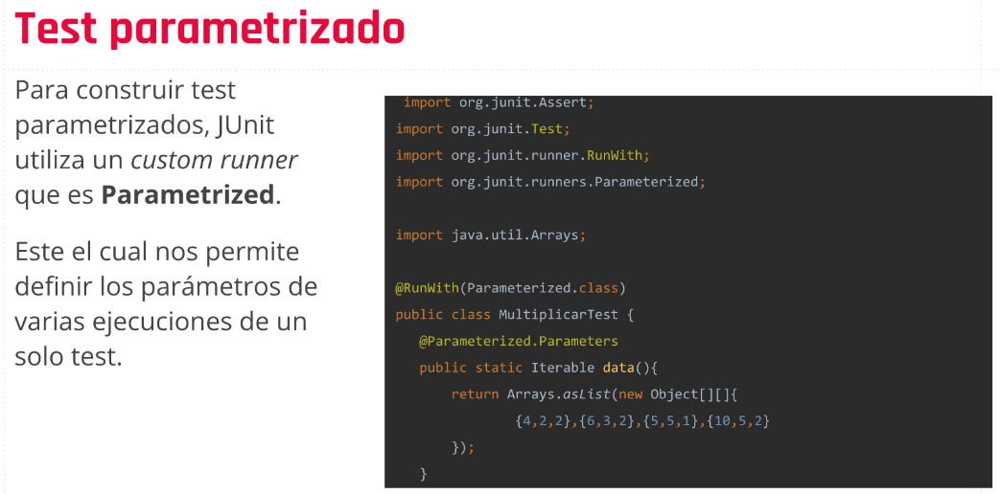 Test parametrizado
Para construir test
parametrizados, JUnit
utiliza un custom runner
que es Parametrized.
Este el cual nos permite
definir los parámetros de
varias ejecuciones de un
solo test.
import org.junit.Assert;
import org.junit.Test;
import org.junit.runner.RunWith;
import org.junit.runners.Parameterized;
import java.util.Arrays;
@RunWith(Parameterized.class)
public class MultiplicarTest {
@Parameterized.Parameters
public static Iterable data(){
return Arrays.asList(new Object[][]{
{4,2,2},{6,3,2},{5,5,1},{10,5,2}
});
}